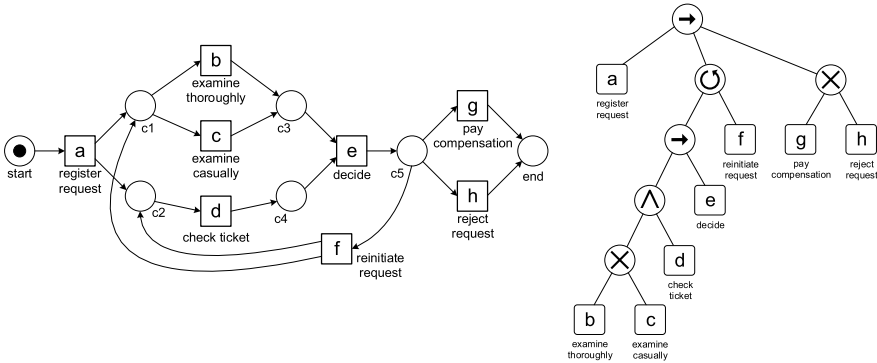 start
a
register
request
c1
c2
b
examine
thoroughly
c
examine
casually
d
check ticket
c3
c4
e
decide
c5
f
reinitiate
request
g
pay
compensation
h
reject
request
end
→
a
register
request
→
∧
×
b
examine
thoroughly
c
examine
casually
d
check
ticket
e
decide
f
reinitiate
request
×
g
pay
compensation
h
reject
request